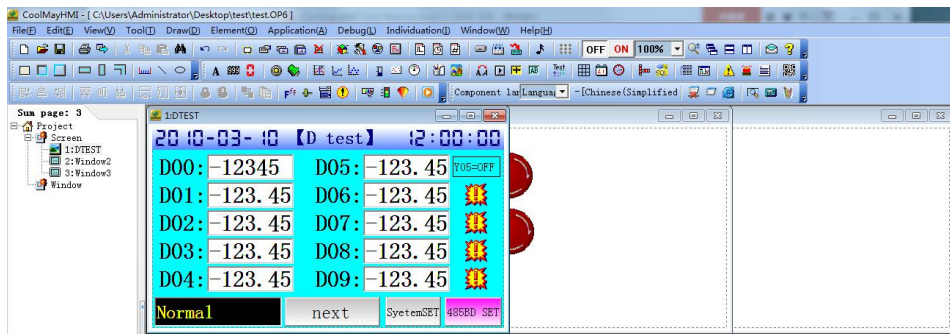 CoolMayHMI - [ C:\Users\Administrator\Desktop\test\test.OP6 ]
File(F) Edit(E) View(V) Tool(T) Draw(D) Element(O) Application(A) Debug(L) Individuation(I) Window(W) Help(H)
OFF ON 100%
A Text
Component lar Languag -[Chinese(Simplified
Sum page: 3
Project
Screen
1:DTEST
2:Window2
3:Window3
Window
1:DTEST
2010-03-10 【D test】 12:00:00
D00: -12345 D05: -123.45 Y05=OFF
D01: -123.45 D06: -123.45
D02: -123.45 D07: -123.45
D03: -123.45 D08: -123.45
D04: -123.45 D09: -123.45
Normal next SyetemSET 485BD SET